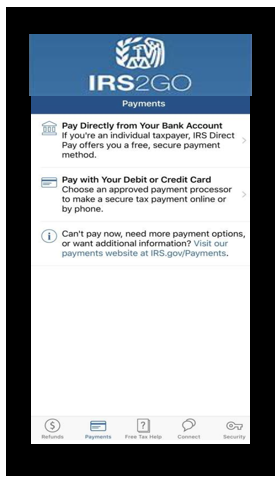 IRS2GO
Payments
Pay Directly from Your Bank Account
If you're an individual taxpayer, IRS Direct
Pay offers you a free, secure payment
method.
Pay with Your Debit or Credit Card
Choose an approved payment processor
to make a secure tax payment online or
by phone.
Can't pay now, need more payment options,
or want additional information? Visit our
payments website at IRS.gov/Payments.
Refunds Payments Free Tax Help Connect Security